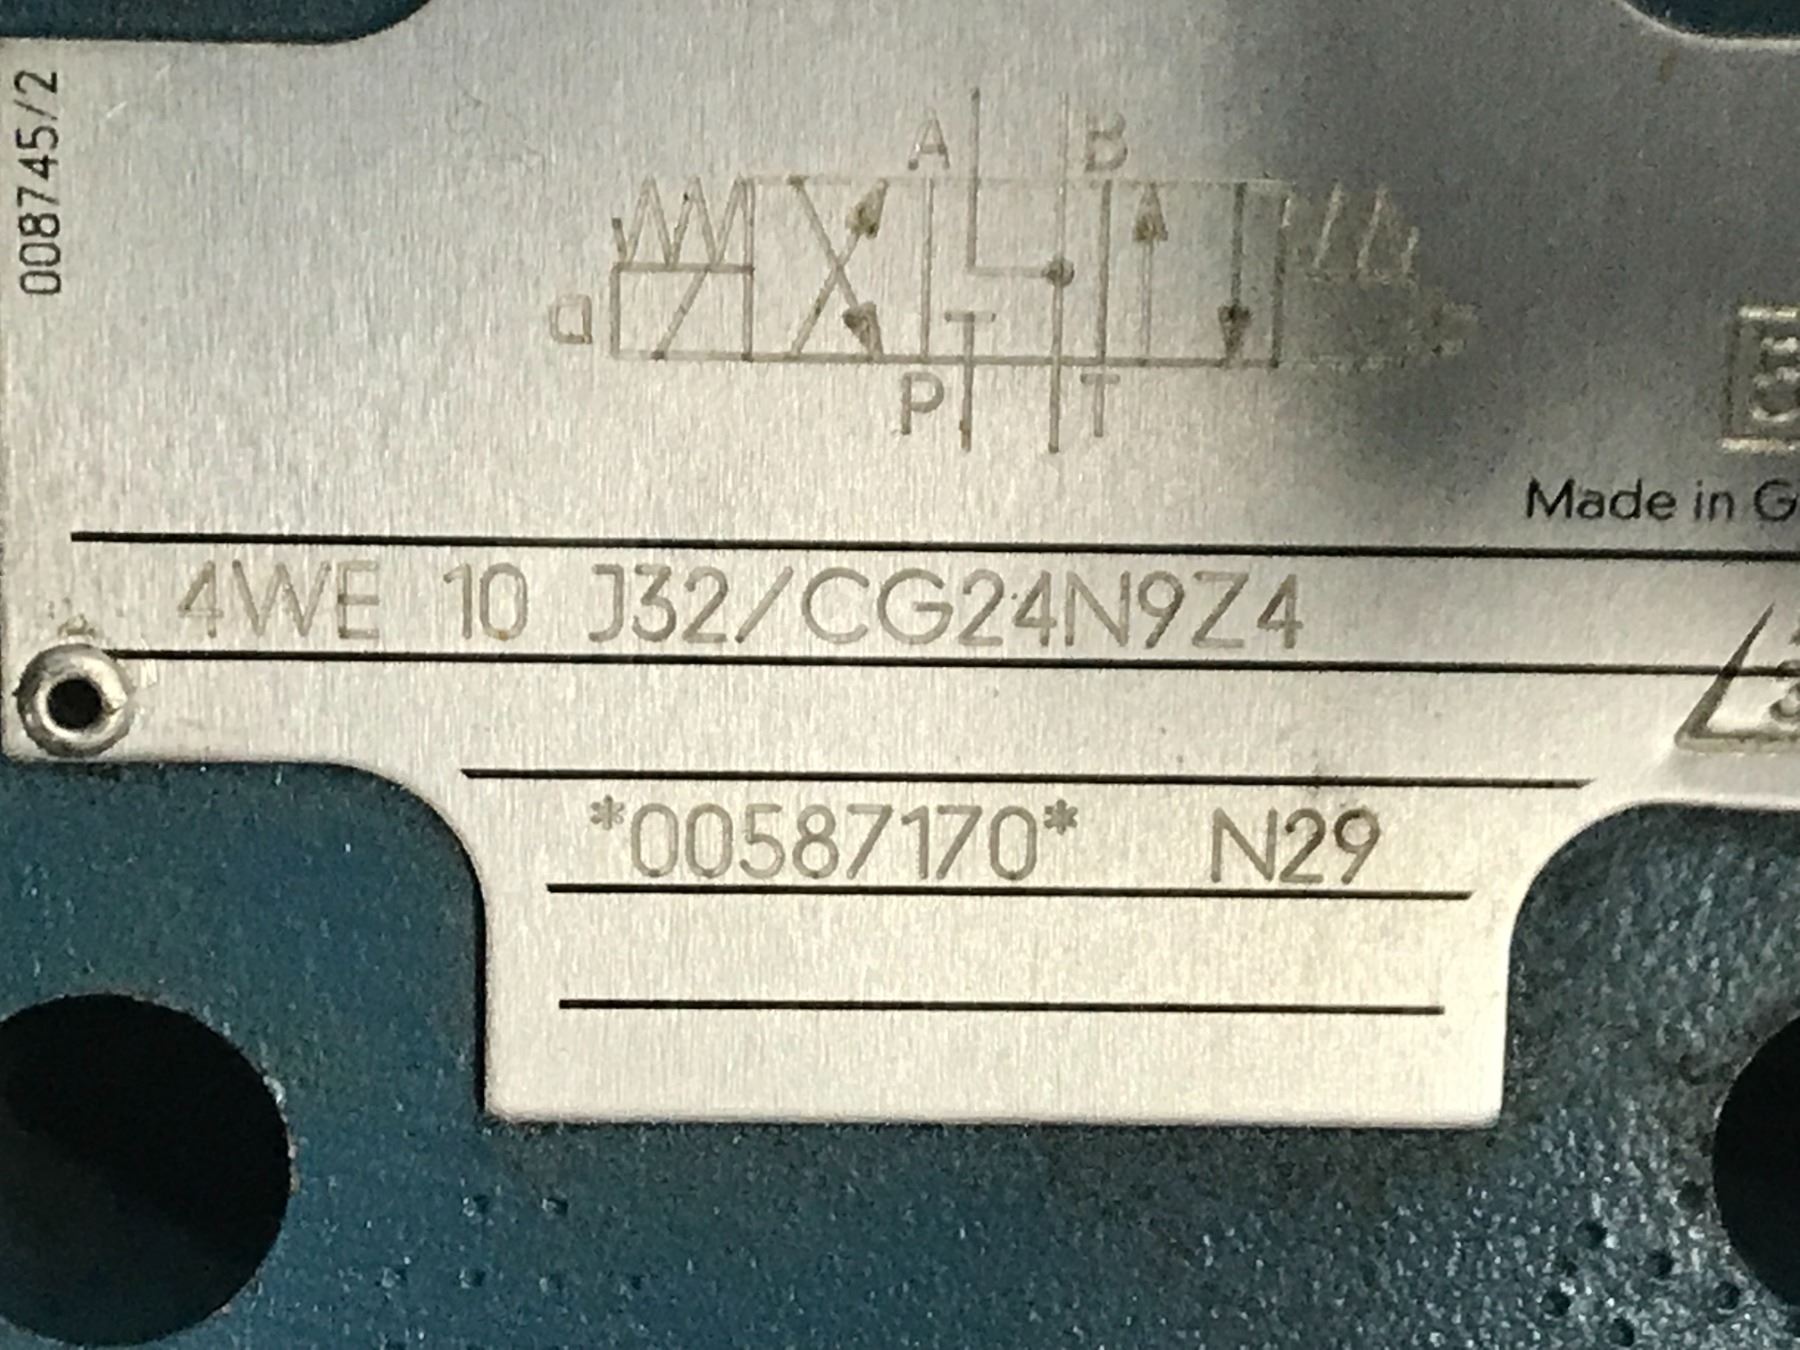 008745/2
A B
a
P T
Made in G
4WE 10 J32/CG24N9Z4
*00587170* N29